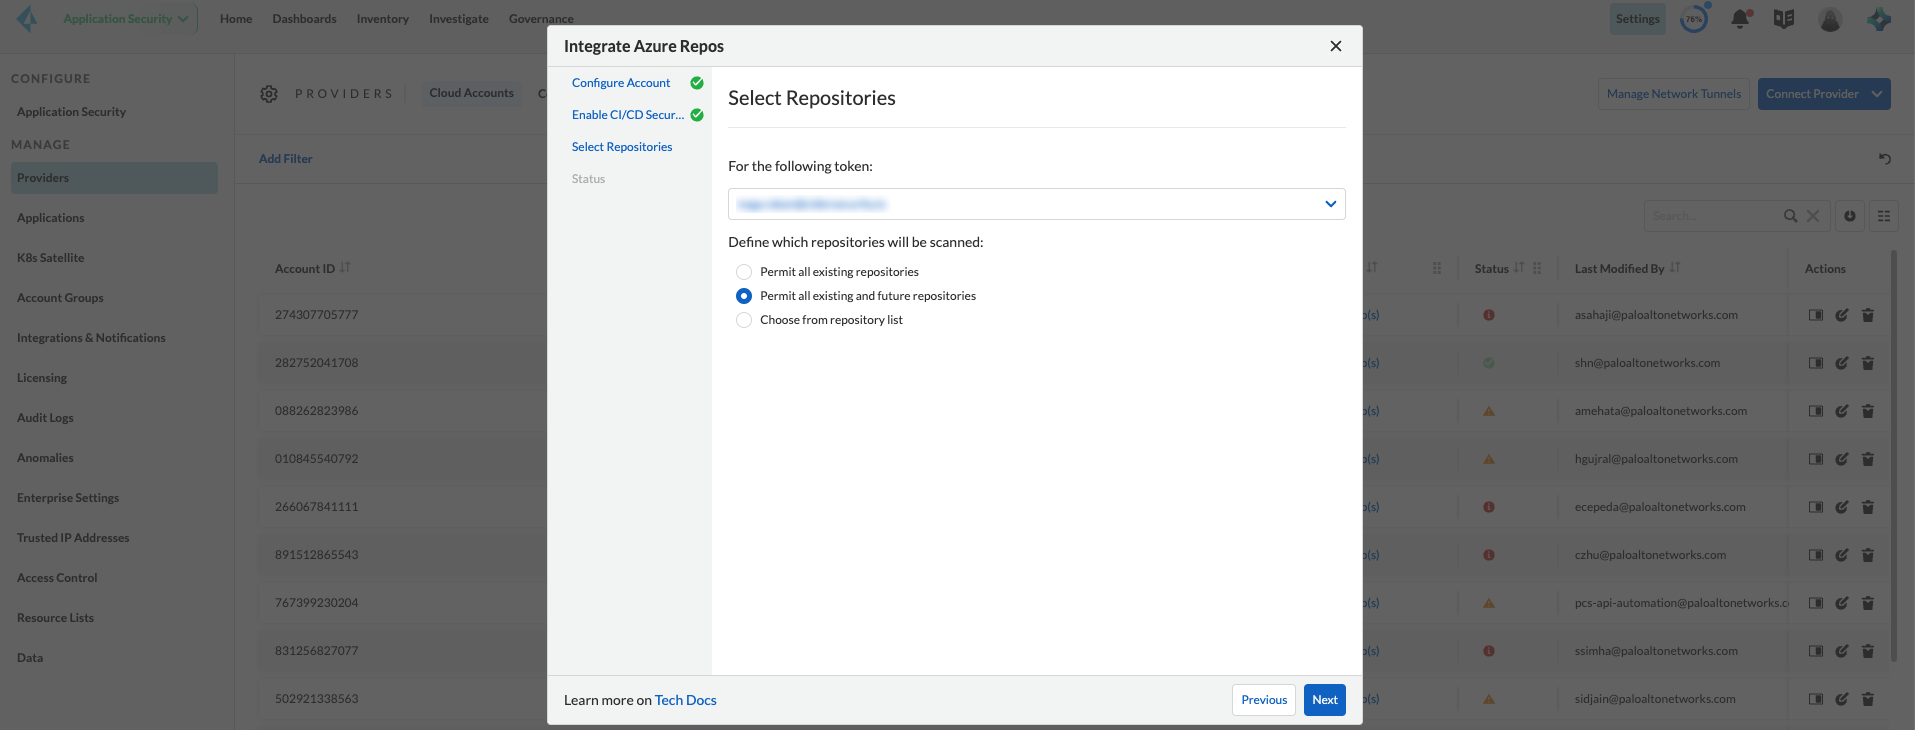 Application Security
Home Dashboards Inventory Investigate Governance
Settings 76%
CONFIGURE
Application Security
MANAGE
Providers
Applications
K8s Satellite
Account Groups
Integrations & Notifications
Licensing
Audit Logs
Anomalies
Enterprise Settings
Trusted IP Addresses
Access Control
Resource Lists
Data
PROVIDERS Cloud Accounts
Manage Network Tunnels Connect Provider
Add Filter
Search...
Account ID Status Last Modified By Actions
274307705777 o(s) asahaji@paloaltonetworks.com
282752041708 o(s) shn@paloaltonetworks.com
088262823986 o(s) amehata@paloaltonetworks.com
010845540792 o(s) hgujral@paloaltonetworks.com
266067841111 o(s) ecepeda@paloaltonetworks.com
891512865543 o(s) czhu@paloaltonetworks.com
767399230204 o(s) pcs-api-automation@paloaltonetworks.c
831256827077 o(s) ssimha@paloaltonetworks.com
502921338563 o(s) sidjain@paloaltonetworks.com
Integrate Azure Repos
Configure Account
Enable CI/CD Secur...
Select Repositories
Status
Select Repositories
For the following token:
Define which repositories will be scanned:
Permit all existing repositories
Permit all existing and future repositories
Choose from repository list
Learn more on Tech Docs
Previous Next